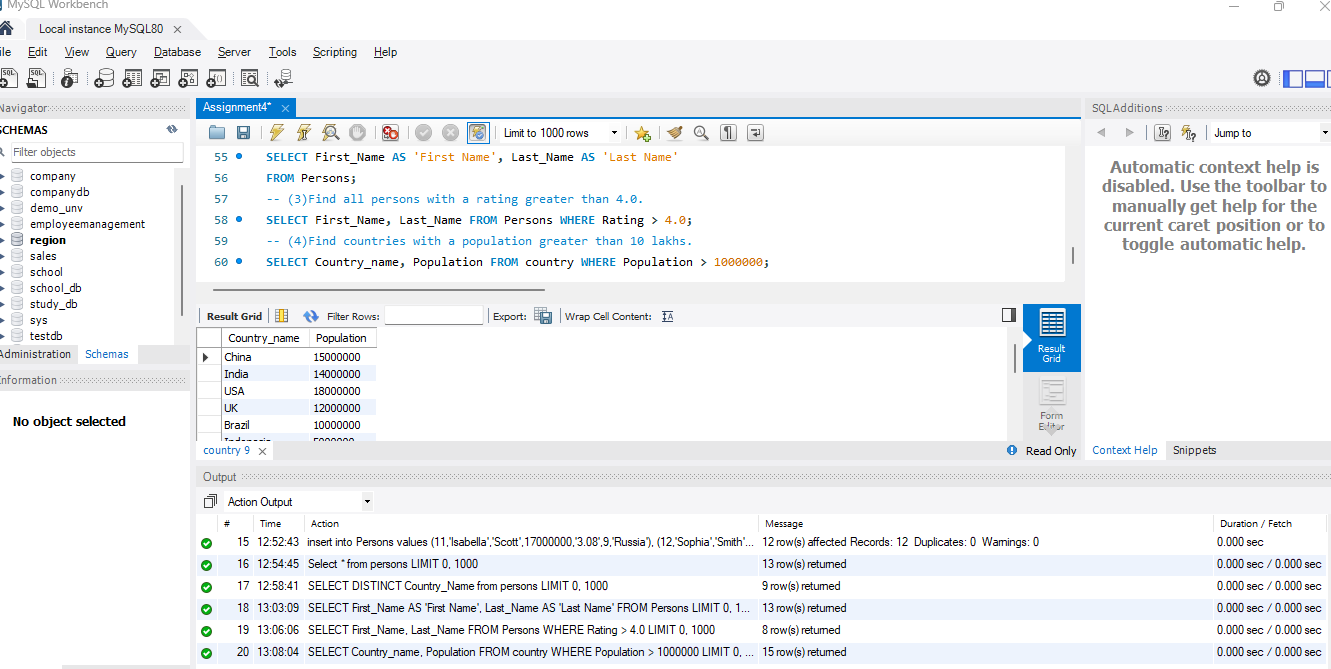 MySQL Workbench
Local instance MySQL80
Edit View Query Database Server Tools Scripting Help
Navigator
SCHEMAS
Filter objects
company
companydb
demo_unv
employeemanagement
region
sales
school
school_db
study_db
sys
testdb
Administration Schemas
Information
No object selected
Assignment4*
Limit to 1000 rows
55 SELECT First_Name AS 'First Name', Last_Name AS 'Last Name'
56 FROM Persons;
57 -- (3)Find all persons with a rating greater than 4.0.
58 SELECT First_Name, Last_Name FROM Persons WHERE Rating > 4.0;
59 -- (4)Find countries with a population greater than 10 lakhs.
60 SELECT Country_name, Population FROM country WHERE Population > 1000000;
Result Grid Filter Rows: Export: Wrap Cell Content:
Country_name Population
China 15000000
India 14000000
USA 18000000
UK 12000000
Brazil 10000000
Result Grid
Form Editor
country 9
Read Only
SQLAdditions
Jump to
Automatic context help is
disabled. Use the toolbar to
manually get help for the
current caret position or to
toggle automatic help.
Context Help Snippets
Output
Action Output
# Time Action Message Duration / Fetch
15 12:52:43 insert into Persons values (11,'Isabella','Scott',17000000,'3.08',9,'Russia'), (12,'Sophia','Smith'... 12 row(s) affected Records: 12 Duplicates: 0 Warnings: 0 0.000 sec
16 12:54:45 Select * from persons LIMIT 0, 1000 13 row(s) returned 0.000 sec / 0.000 sec
17 12:58:41 SELECT DISTINCT Country_Name from persons LIMIT 0, 1000 9 row(s) returned 0.000 sec / 0.000 sec
18 13:03:09 SELECT First_Name AS 'First Name', Last_Name AS 'Last Name' FROM Persons LIMIT 0, 1... 13 row(s) returned 0.000 sec / 0.000 sec
19 13:06:06 SELECT First_Name, Last_Name FROM Persons WHERE Rating > 4.0 LIMIT 0, 1000 8 row(s) returned 0.000 sec / 0.000 sec
20 13:08:04 SELECT Country_name, Population FROM country WHERE Population > 1000000 LIMIT 0, ... 15 row(s) returned 0.000 sec / 0.000 sec